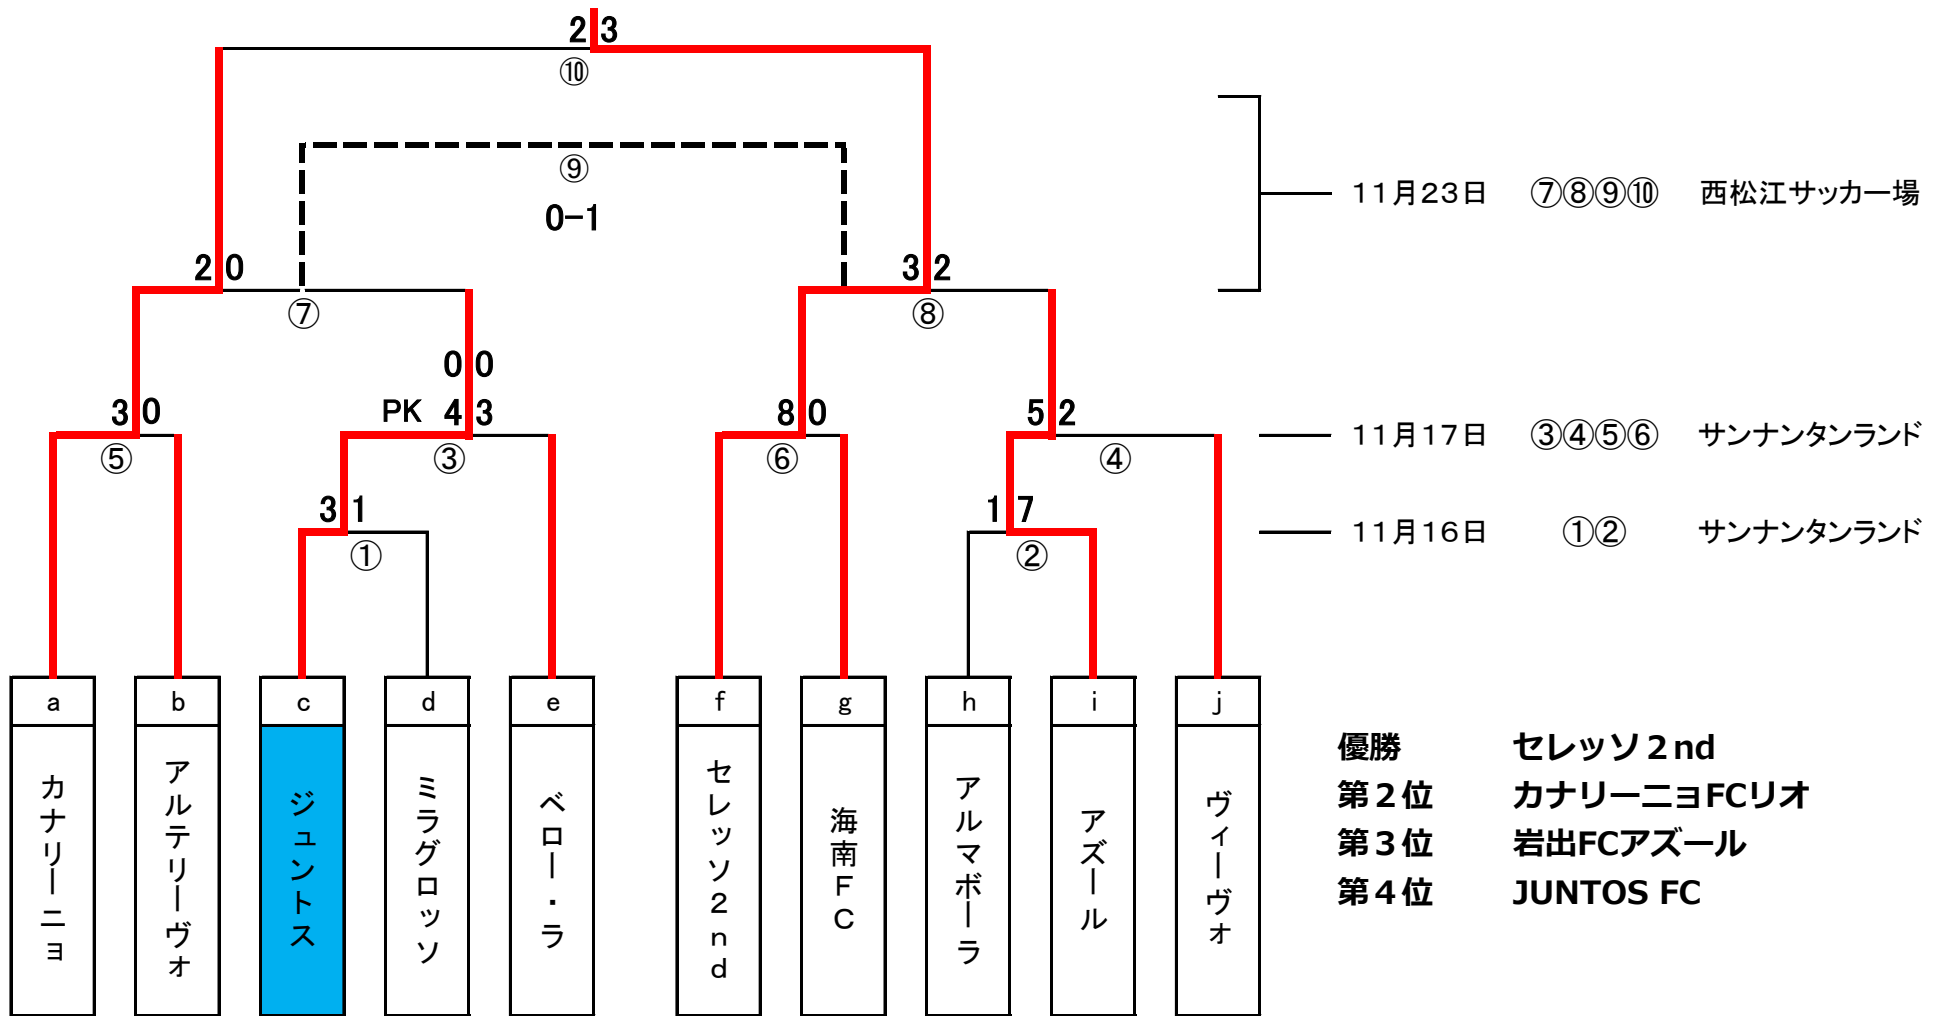 2 3
⑩
⑨
0-1
11月23日 ⑦⑧⑨⑩ 西松江サッカー場
2 0
3 2
⑦
⑧
0 0
3 0
PK 4 3
8 0
5 2
11月17日 ③④⑤⑥ サンナンタンランド
⑤
③
⑥
④
3 1
1 7
11月16日 ①② サンナンタンランド
①
②
a b c d e f g h i j
カナリーニョ
アルテリーヴォ
ジュントス
ミラグロッソ
ベロー・ラ
セレッソ2nd
海南FC
アルマボーラ
アズール
ヴィーヴォ
優勝 セレッソ2nd
第2位 カナリーニョFCリオ
第3位 岩出FCアズール
第4位 JUNTOS FC